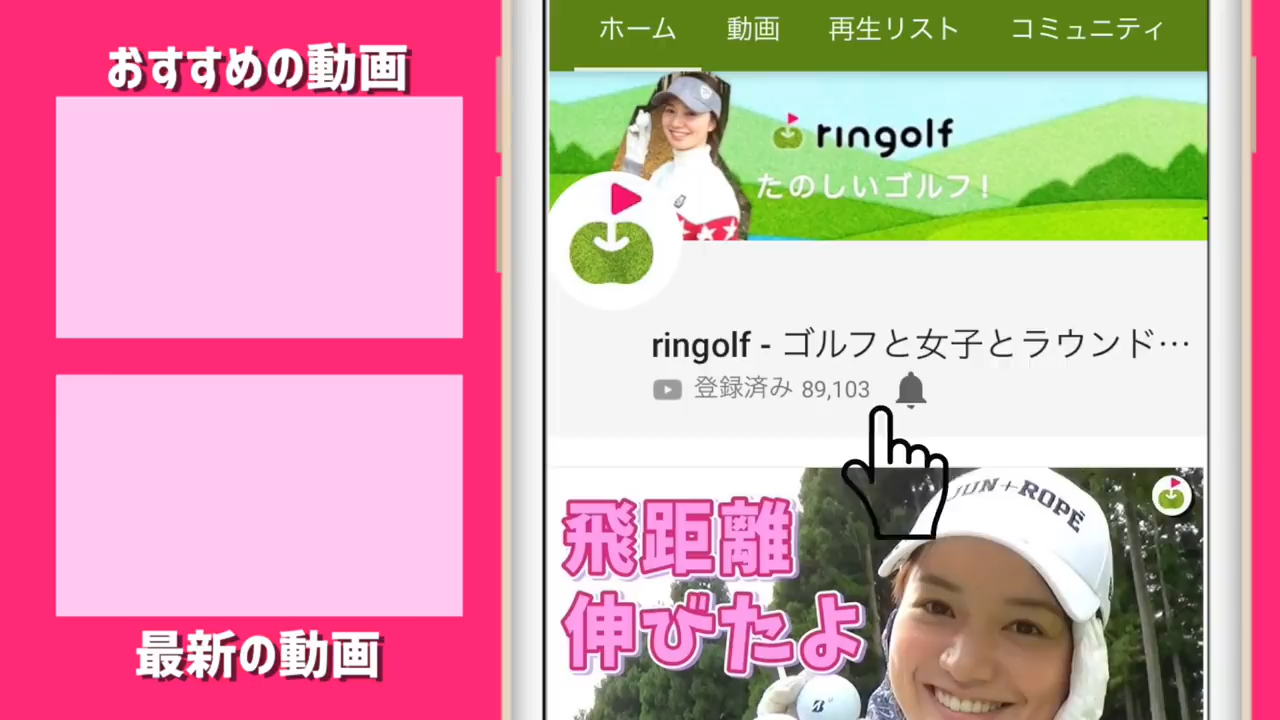 おすすめの動画
最新の動画
ホーム 動画 再生リスト コミュニティ
ringolf
たのしいゴルフ!
ringolf - ゴルフと女子とラウンド…
登録済み 89,103
JUN+ROPÉ
飛距離
伸びたよ
B